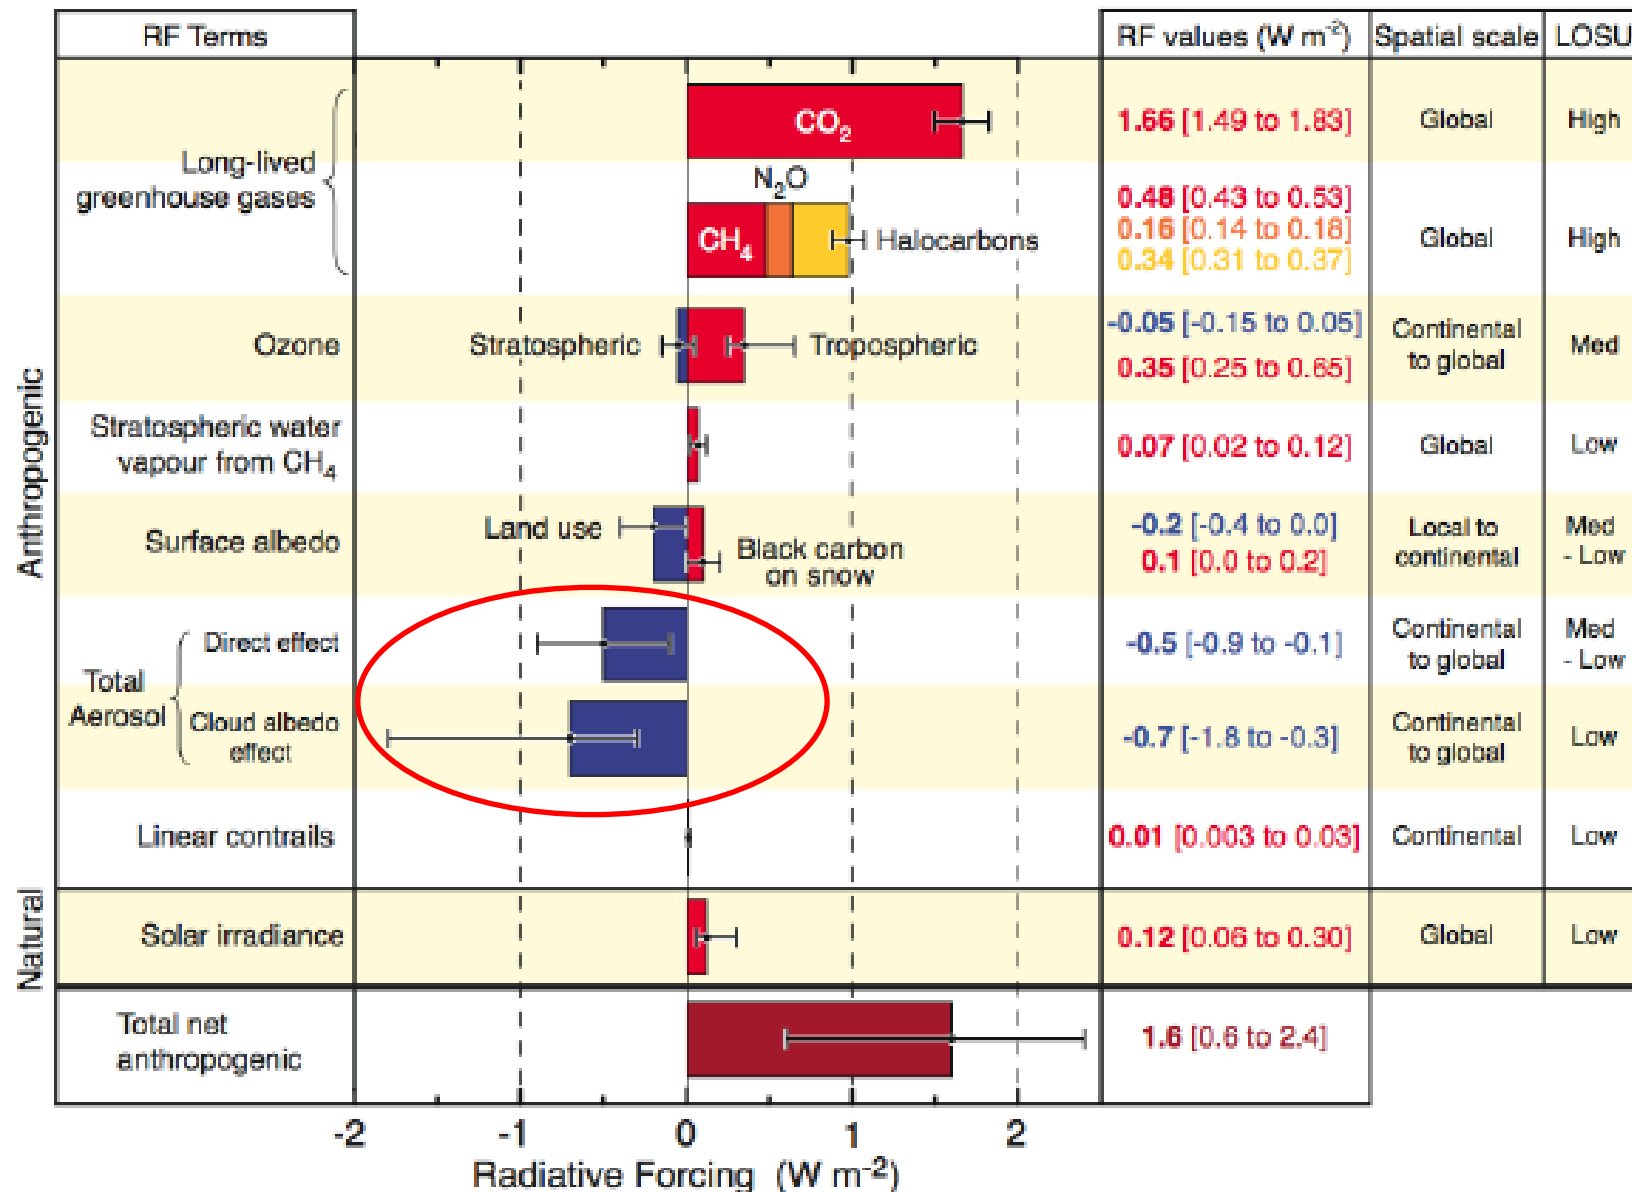 RF Terms
RF values (W m⁻²)
Spatial scale
LOSU
Anthropogenic
Long-lived
greenhouse gases
CO₂
1.66 [1.49 to 1.83]
Global
High
N₂O
CH₄
Halocarbons
0.48 [0.43 to 0.53]
0.16 [0.14 to 0.18]
0.34 [0.31 to 0.37]
Global
High
Ozone
Stratospheric
Tropospheric
-0.05 [-0.15 to 0.05]
0.35 [0.25 to 0.65]
Continental
to global
Med
Stratospheric water
vapour from CH₄
0.07 [0.02 to 0.12]
Global
Low
Surface albedo
Land use
Black carbon
on snow
-0.2 [-0.4 to 0.0]
0.1 [0.0 to 0.2]
Local to
continental
Med
- Low
Total
Aerosol
Direct effect
-0.5 [-0.9 to -0.1]
Continental
to global
Med
- Low
Cloud albedo
effect
-0.7 [-1.8 to -0.3]
Continental
to global
Low
Linear contrails
0.01 [0.003 to 0.03]
Continental
Low
Natural
Solar irradiance
0.12 [0.06 to 0.30]
Global
Low
Total net
anthropogenic
1.6 [0.6 to 2.4]
-2 -1 0 1 2
Radiative Forcing (W m⁻²)